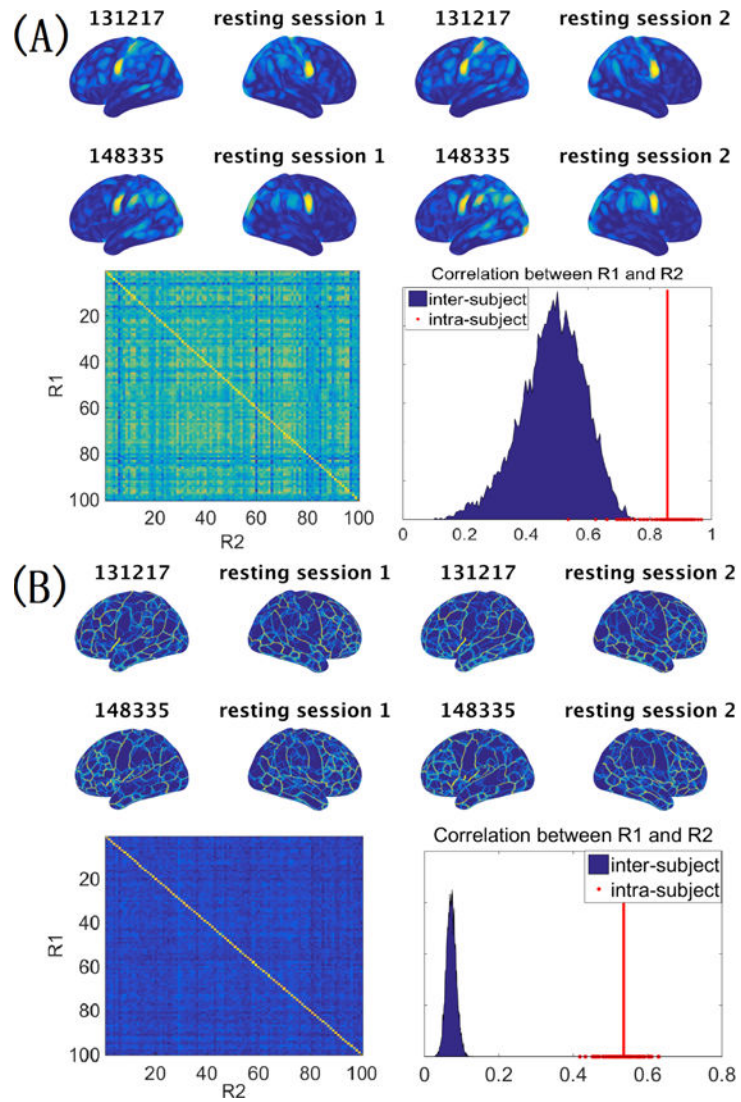 (A)
131217 resting session 1 131217 resting session 2
148335 resting session 1 148335 resting session 2
Correlation between R1 and R2
inter-subject
intra-subject
20
40
60
80
100
R1
20 40 60 80 100
R2
0 0.2 0.4 0.6 0.8 1
(B)
131217 resting session 1 131217 resting session 2
148335 resting session 1 148335 resting session 2
Correlation between R1 and R2
inter-subject
intra-subject
20
40
60
80
100
R1
20 40 60 80 100
R2
0 0.2 0.4 0.6 0.8